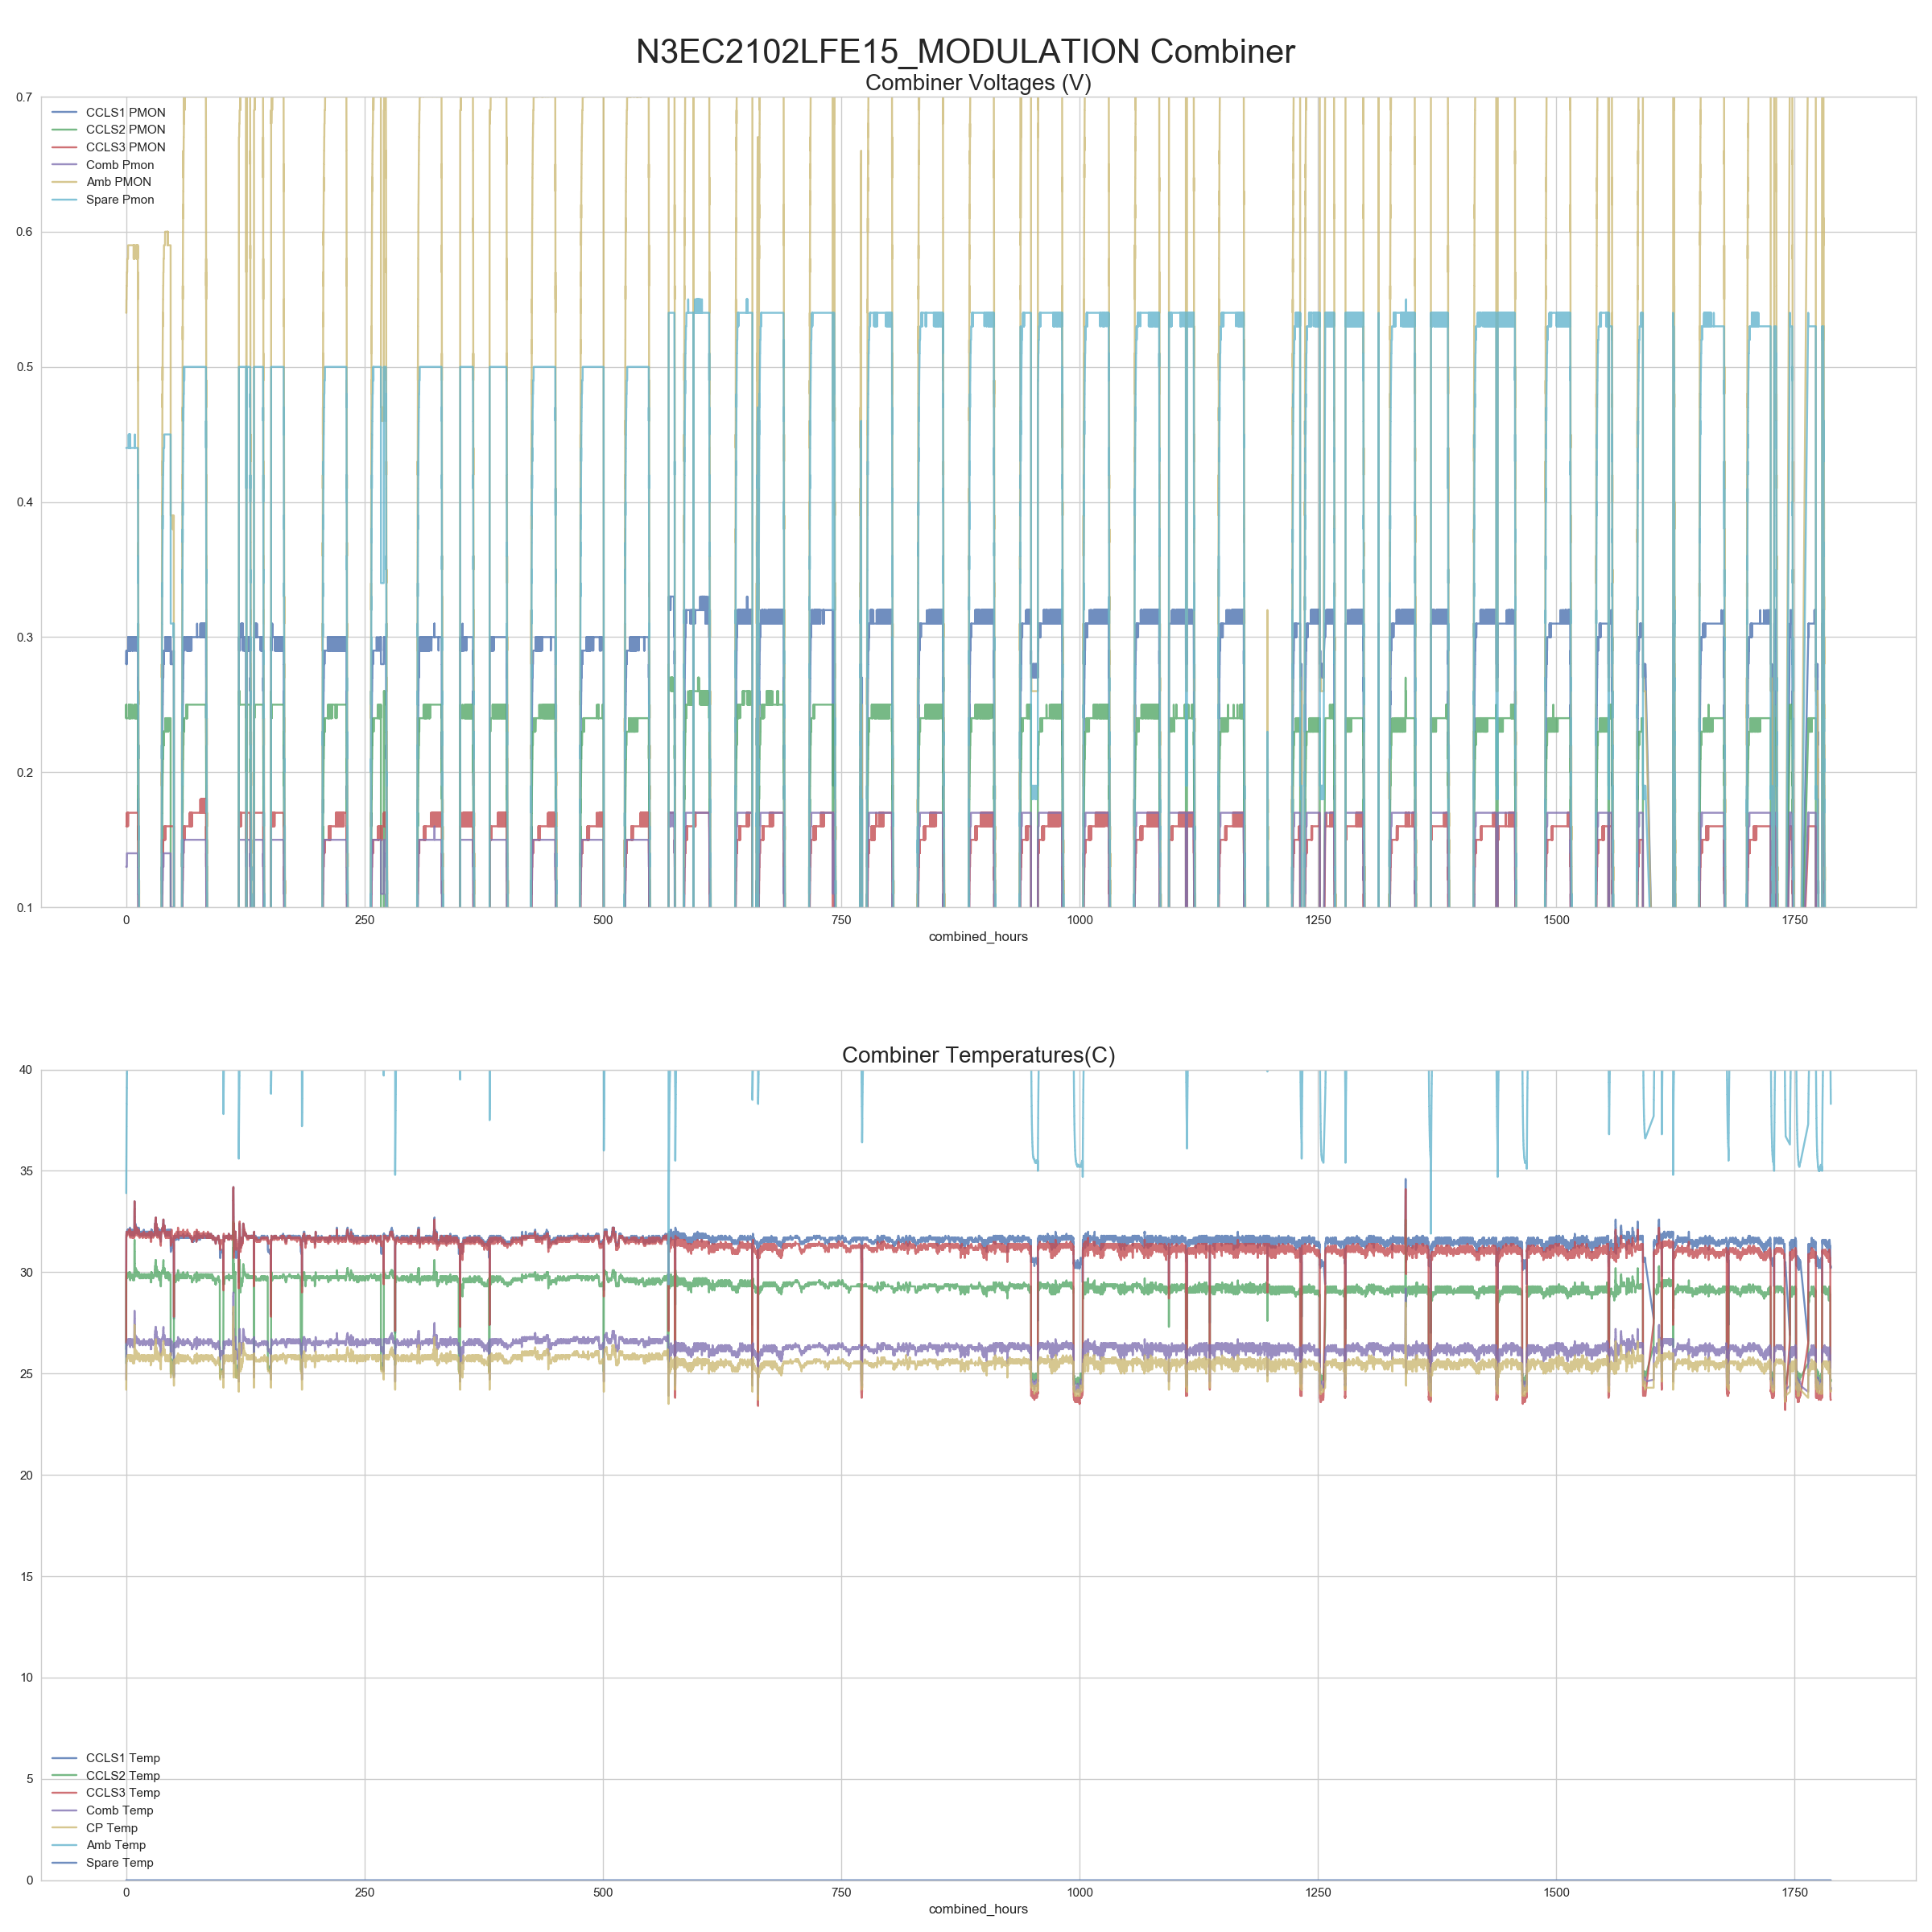 N3EC2102LFE15_MODULATION Combiner
Combiner Voltages (V)
CCLS1 PMON
CCLS2 PMON
CCLS3 PMON
Comb Pmon
Amb PMON
Spare Pmon
0.7
0.6
0.5
0.4
0.3
0.2
0.1
0 250 500 750 1000 1250 1500 1750
combined_hours
Combiner Temperatures(C)
40
35
30
25
20
15
10
5
0
CCLS1 Temp
CCLS2 Temp
CCLS3 Temp
Comb Temp
CP Temp
Amb Temp
Spare Temp
0 250 500 750 1000 1250 1500 1750
combined_hours